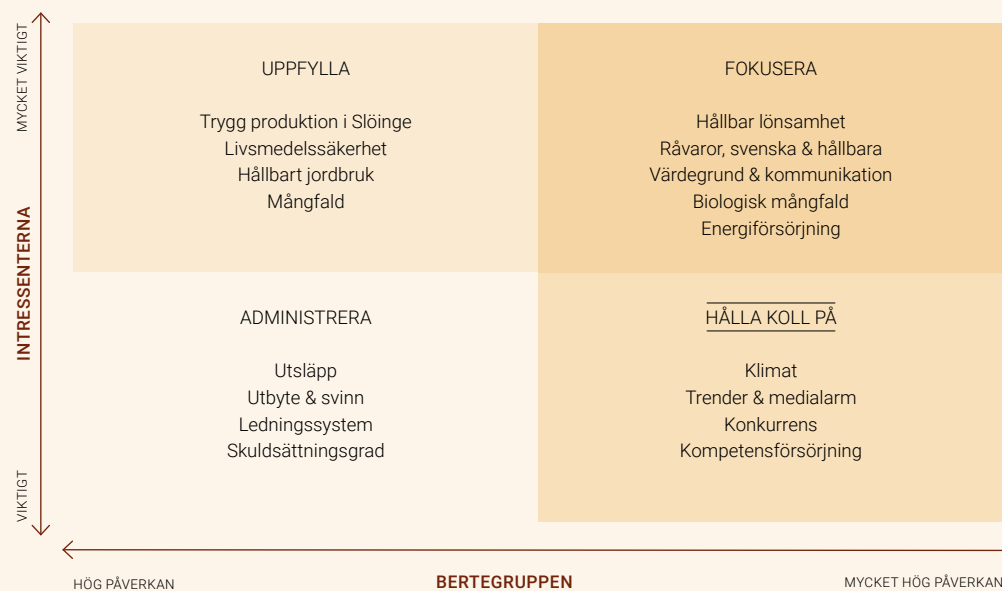 MYCKET VIKTIGT
INTRESSENTERNA
VIKTIGT
UPPFYLLA
Trygg produktion i Slöinge
Livsmedelssäkerhet
Hållbart jordbruk
Mångfald
FOKUSERA
Hållbar lönsamhet
Råvaror, svenska & hållbara
Värdegrund & kommunikation
Biologisk mångfald
Energiförsörjning
ADMINISTRERA
Utsläpp
Utbyte & svinn
Ledningssystem
Skuldsättningsgrad
HÅLLA KOLL PÅ
Klimat
Trender & medialarm
Konkurrens
Kompetensförsörjning
HÖG PÅVERKAN
BERTEGRUPPEN
MYCKET HÖG PÅVERKAN